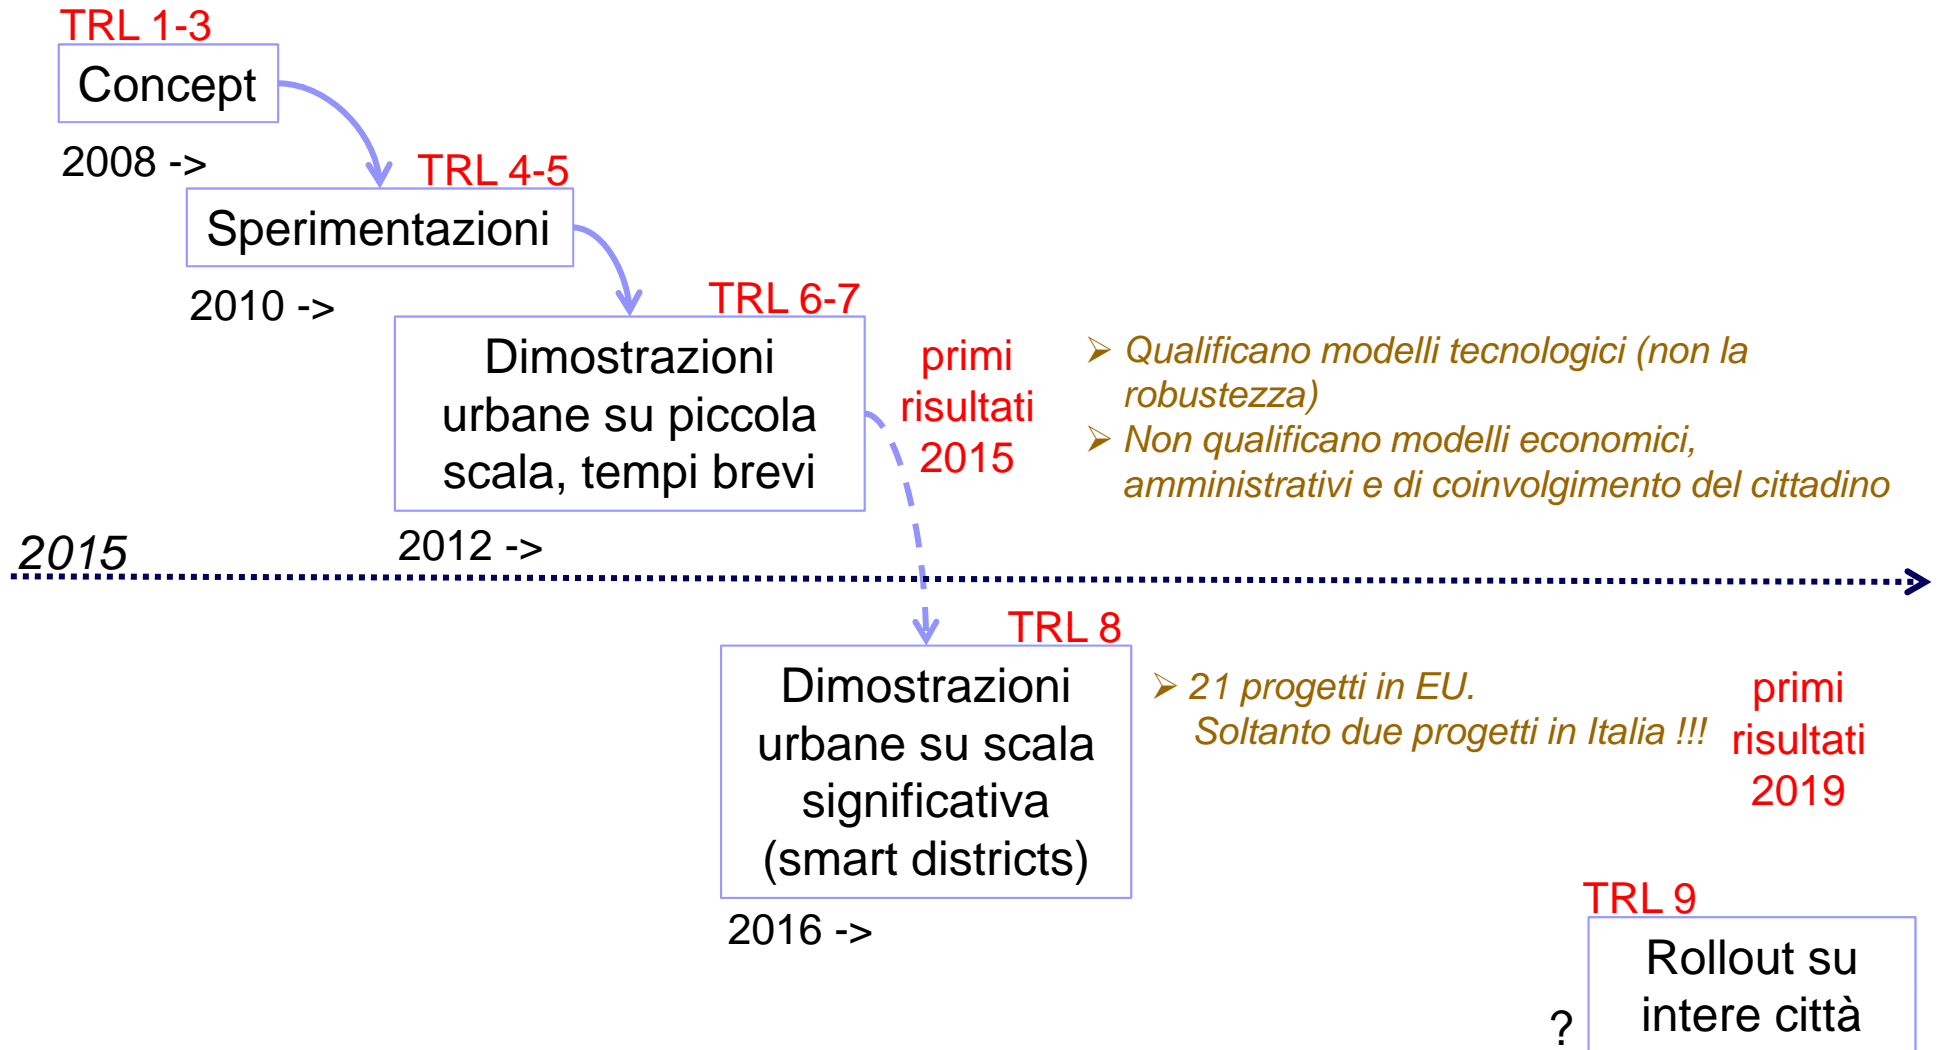 TRL 1-3
Concept
2008 ->
TRL 4-5
Sperimentazioni
2010 ->
TRL 6-7
Dimostrazioni
urbane su piccola
scala, tempi brevi
2012 ->
primi
risultati
2015
➢ Qualificano modelli tecnologici (non la
robustezza)
➢ Non qualificano modelli economici,
amministrativi e di coinvolgimento del cittadino
2015
TRL 8
Dimostrazioni
urbane su scala
significativa
(smart districts)
2016 ->
➢ 21 progetti in EU.
Soltanto due progetti in Italia !!!
primi
risultati
2019
TRL 9
Rollout su
intere città
?